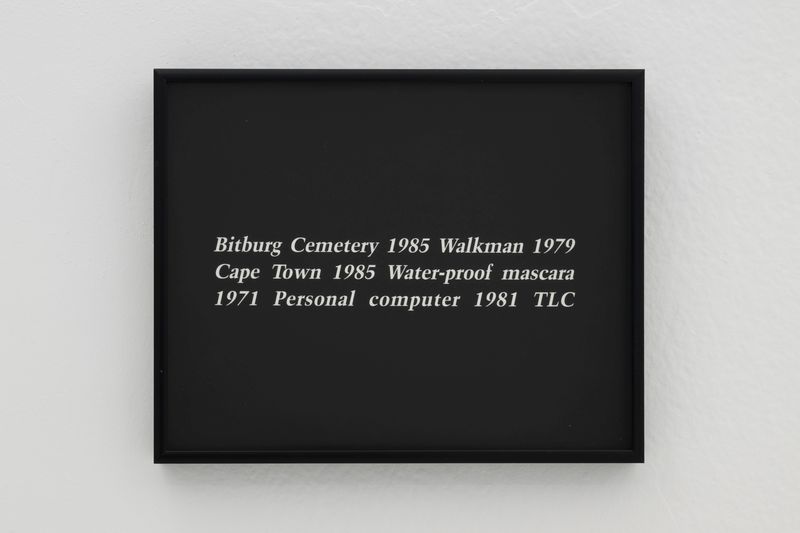 Bitburg Cemetery 1985 Walkman 1979
Cape Town 1985 Water-proof mascara
1971 Personal computer 1981 TLC